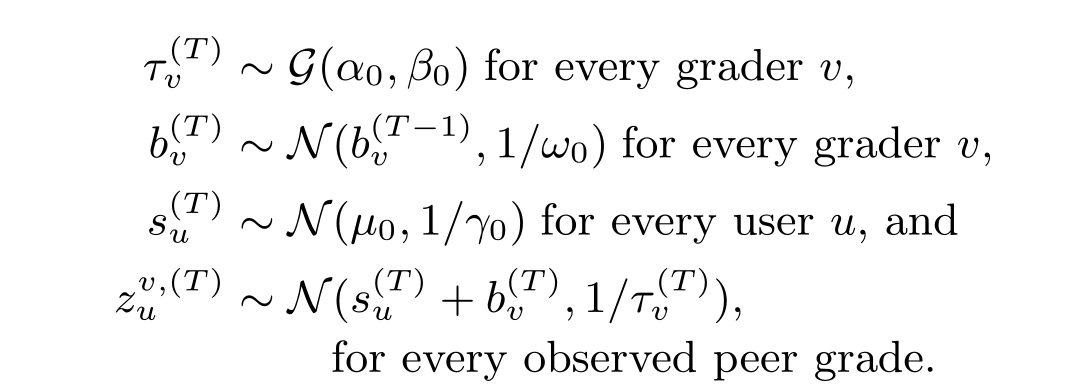 τ_v^(T) ∼ 𝒢(α_0, β_0) for every grader v,
b_v^(T) ∼ 𝒩(b_v^(T−1), 1/ω_0) for every grader v,
s_u^(T) ∼ 𝒩(μ_0, 1/γ_0) for every user u, and
z_u^{v,(T)} ∼ 𝒩(s_u^(T) + b_v^(T), 1/τ_v^(T)),
for every observed peer grade.